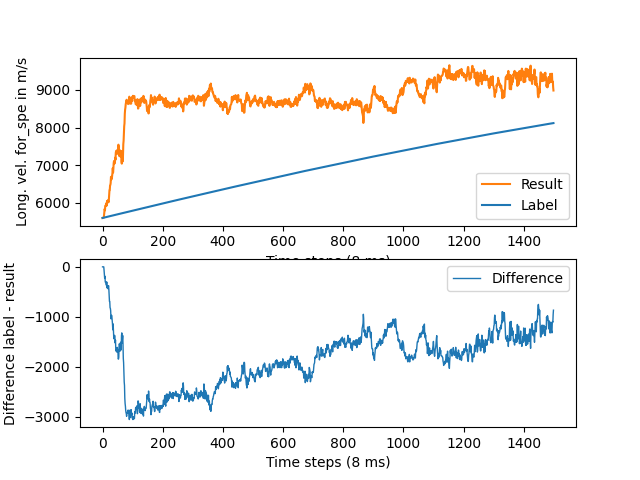 Long. vel. for_spe in m/s
9000
8000
7000
6000
Result
Label
0 200 400 600 800 1000 1200 1400
Time steps (8 ms)
Difference label - result
0
−1000
−2000
−3000
Difference
0 200 400 600 800 1000 1200 1400
Time steps (8 ms)